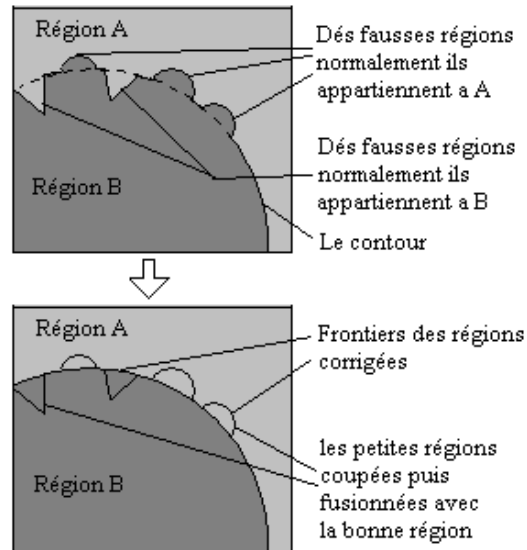 Région A
Dés fausses régions
normalement ils
appartiennent a A
Région B
Dés fausses régions
normalement ils
appartiennent a B
Le contour
Région A
Frontiers des régions
corrigées
Région B
les petites régions
coupées puis
fusionnées avec
la bonne région